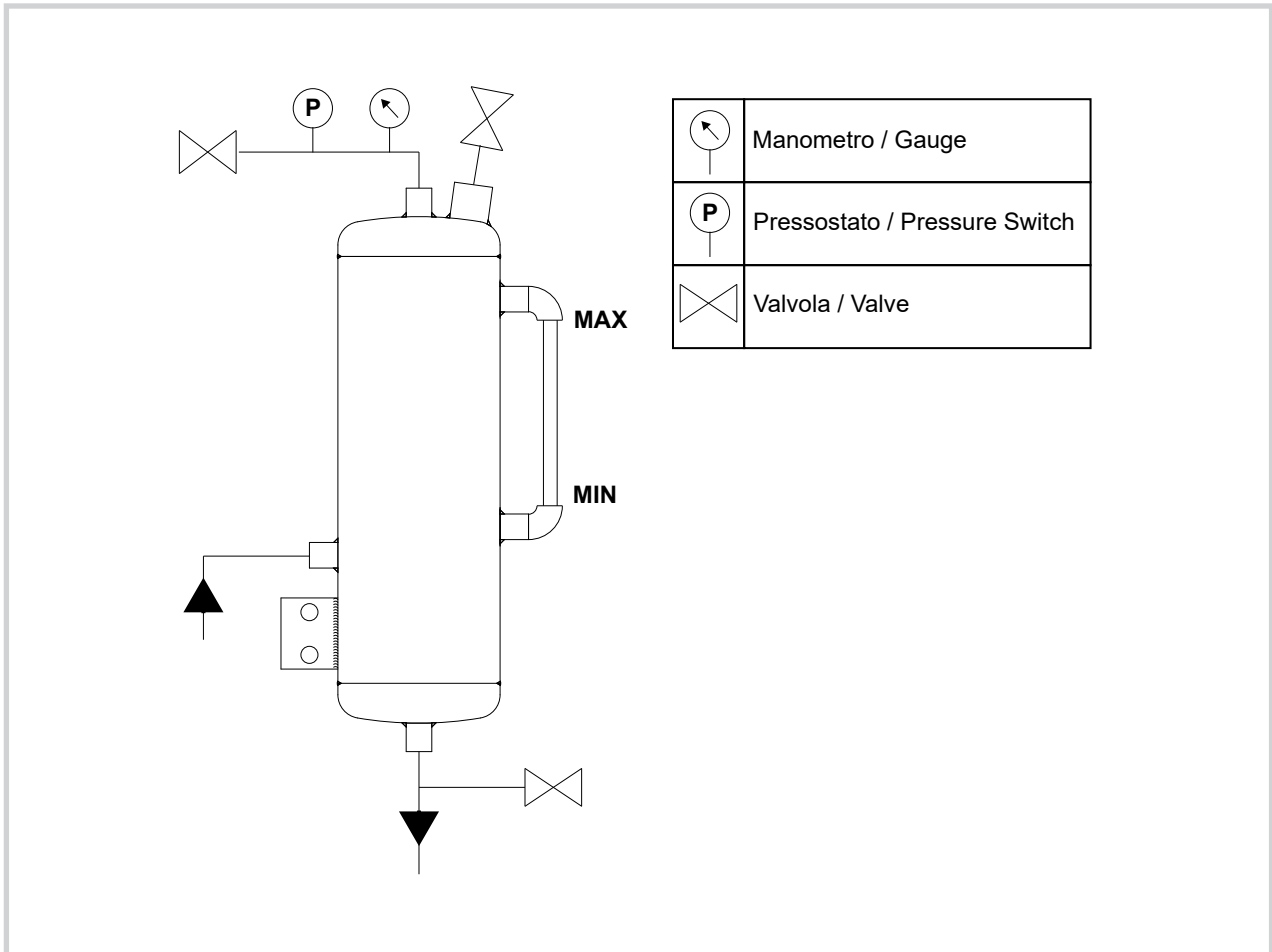 P
P
Manometro / Gauge
Pressostato / Pressure Switch
Valvola / Valve
MAX
MIN